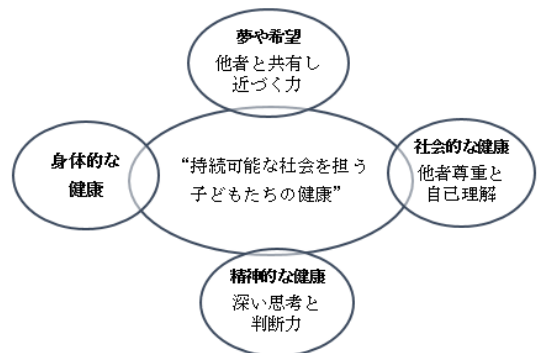 夢や希望
他者と共有し
近づく力
身体的な
健康
“持続可能な社会を担う
子どもたちの健康”
社会的な健康
他者尊重と
自己理解
精神的な健康
深い思考と
判断力